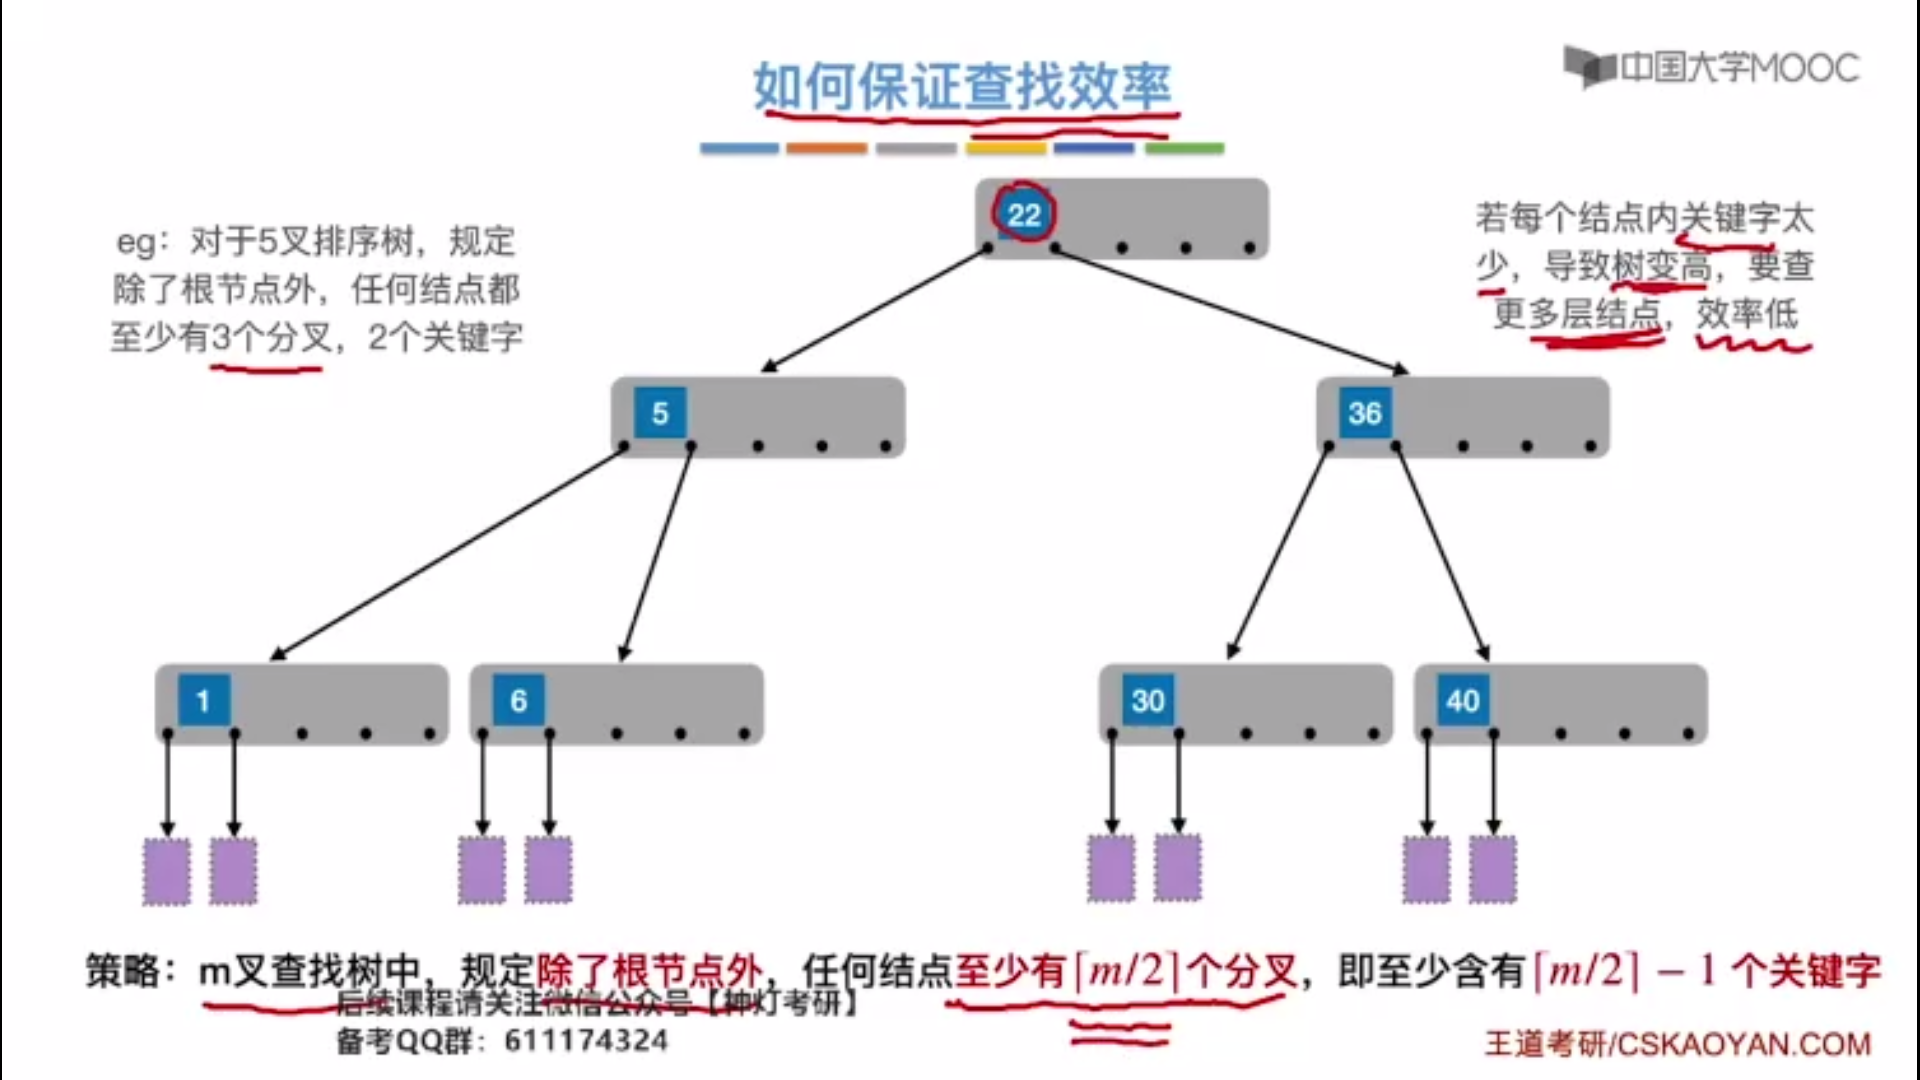 如何保证查找效率
中国大学MOOC
eg：对于5叉排序树，规定
除了根节点外，任何结点都
至少有3个分叉，2个关键字
若每个结点内关键字太
少，导致树变高，要查
更多层结点，效率低
22
5
36
1
6
30
40
策略：m叉查找树中，规定除了根节点外，任何结点至少有⌈m/2⌉个分叉，即至少含有⌈m/2⌉ − 1 个关键字
后续课程请关注微信公众号【神灯考研】
备考QQ群：611174324
王道考研/CSKAOYAN.COM